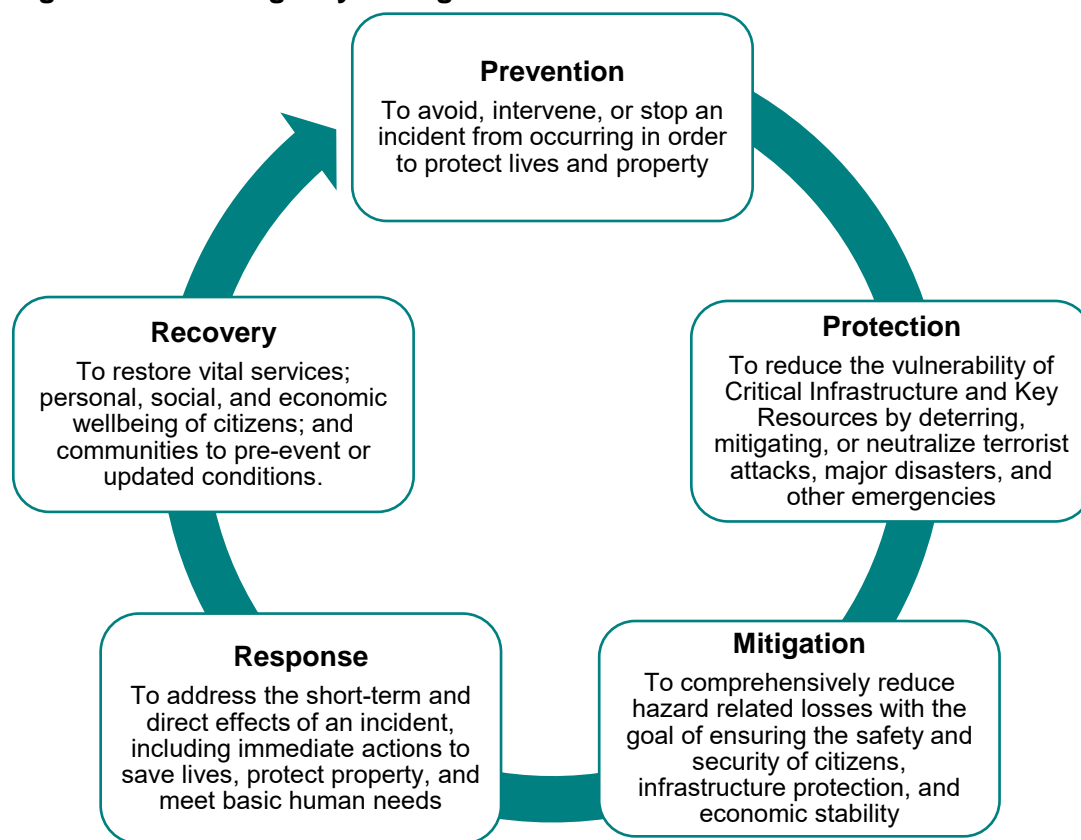 Prevention
To avoid, intervene, or stop an
incident from occurring in order
to protect lives and property
Protection
To reduce the vulnerability of
Critical Infrastructure and Key
Resources by deterring,
mitigating, or neutralize terrorist
attacks, major disasters, and
other emergencies
Mitigation
To comprehensively reduce
hazard related losses with the
goal of ensuring the safety and
security of citizens,
infrastructure protection, and
economic stability
Response
To address the short-term and
direct effects of an incident,
including immediate actions to
save lives, protect property, and
meet basic human needs
Recovery
To restore vital services;
personal, social, and economic
wellbeing of citizens; and
communities to pre-event or
updated conditions.